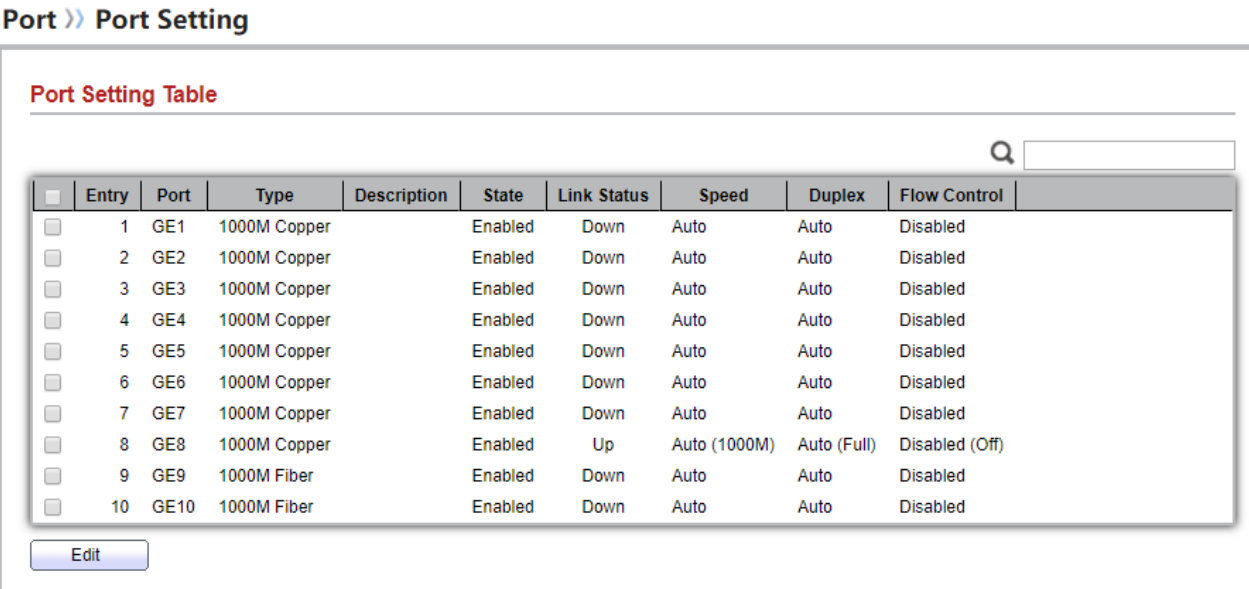 Port » Port Setting
Port Setting Table
Entry Port Type Description State Link Status Speed Duplex Flow Control
1 GE1 1000M Copper Enabled Down Auto Auto Disabled
2 GE2 1000M Copper Enabled Down Auto Auto Disabled
3 GE3 1000M Copper Enabled Down Auto Auto Disabled
4 GE4 1000M Copper Enabled Down Auto Auto Disabled
5 GE5 1000M Copper Enabled Down Auto Auto Disabled
6 GE6 1000M Copper Enabled Down Auto Auto Disabled
7 GE7 1000M Copper Enabled Down Auto Auto Disabled
8 GE8 1000M Copper Enabled Up Auto (1000M) Auto (Full) Disabled (Off)
9 GE9 1000M Fiber Enabled Down Auto Auto Disabled
10 GE10 1000M Fiber Enabled Down Auto Auto Disabled
Edit